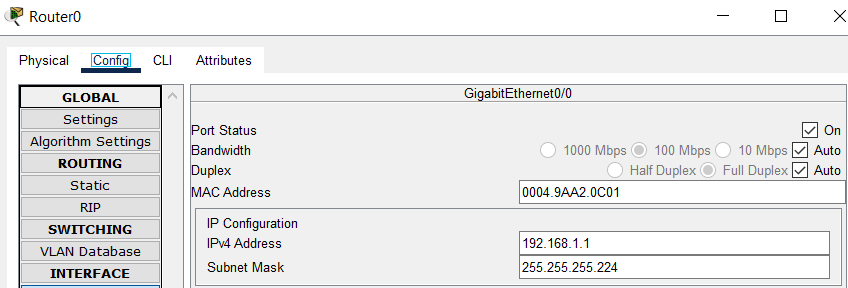 Router0
Physical Config CLI Attributes
GLOBAL
Settings
Algorithm Settings
ROUTING
Static
RIP
SWITCHING
VLAN Database
INTERFACE
GigabitEthernet0/0
Port Status On
Bandwidth 1000 Mbps 100 Mbps 10 Mbps Auto
Duplex Half Duplex Full Duplex Auto
MAC Address 0004.9AA2.0C01
IP Configuration
IPv4 Address 192.168.1.1
Subnet Mask 255.255.255.224